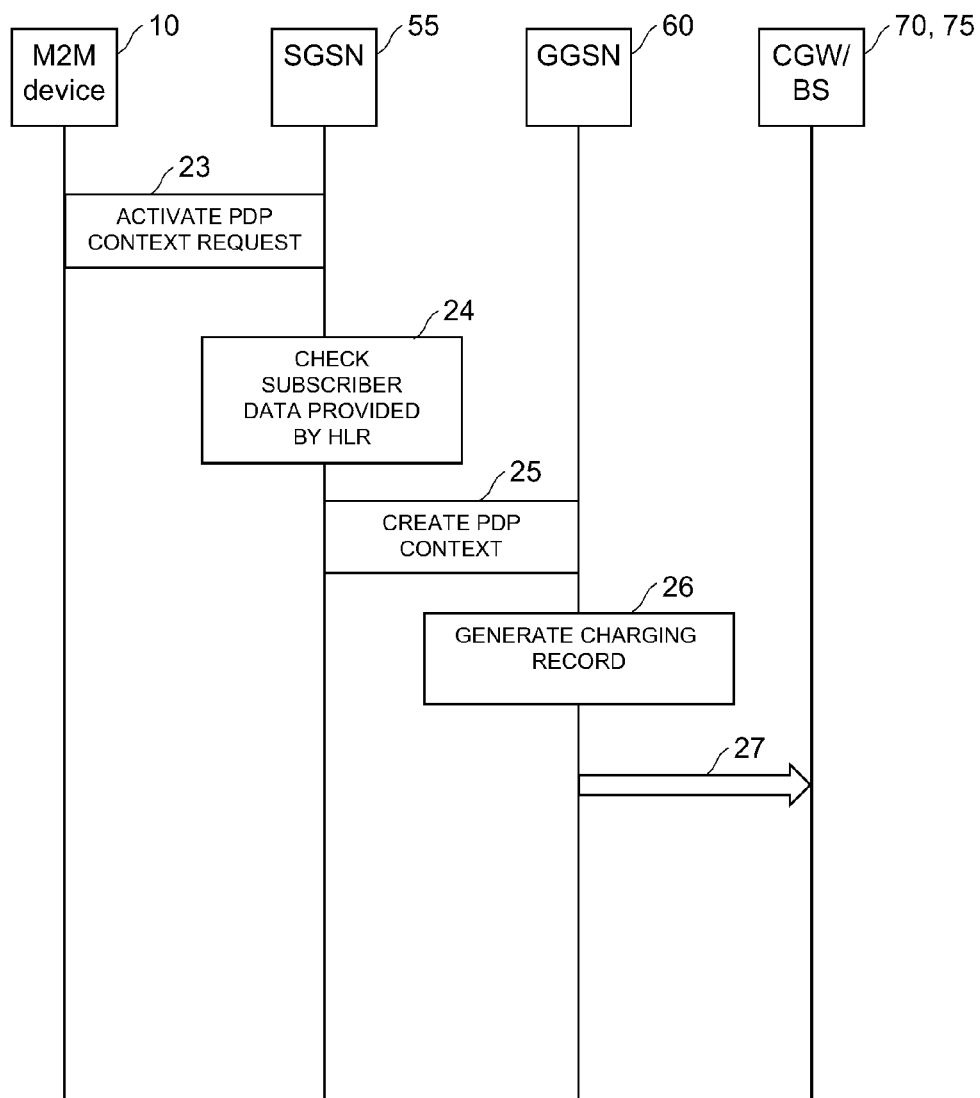 10
55
60
70, 75
M2M
device
SGSN
GGSN
CGW/
BS
23
ACTIVATE PDP
CONTEXT REQUEST
24
CHECK
SUBSCRIBER
DATA PROVIDED
BY HLR
25
CREATE PDP
CONTEXT
26
GENERATE CHARGING
RECORD
27